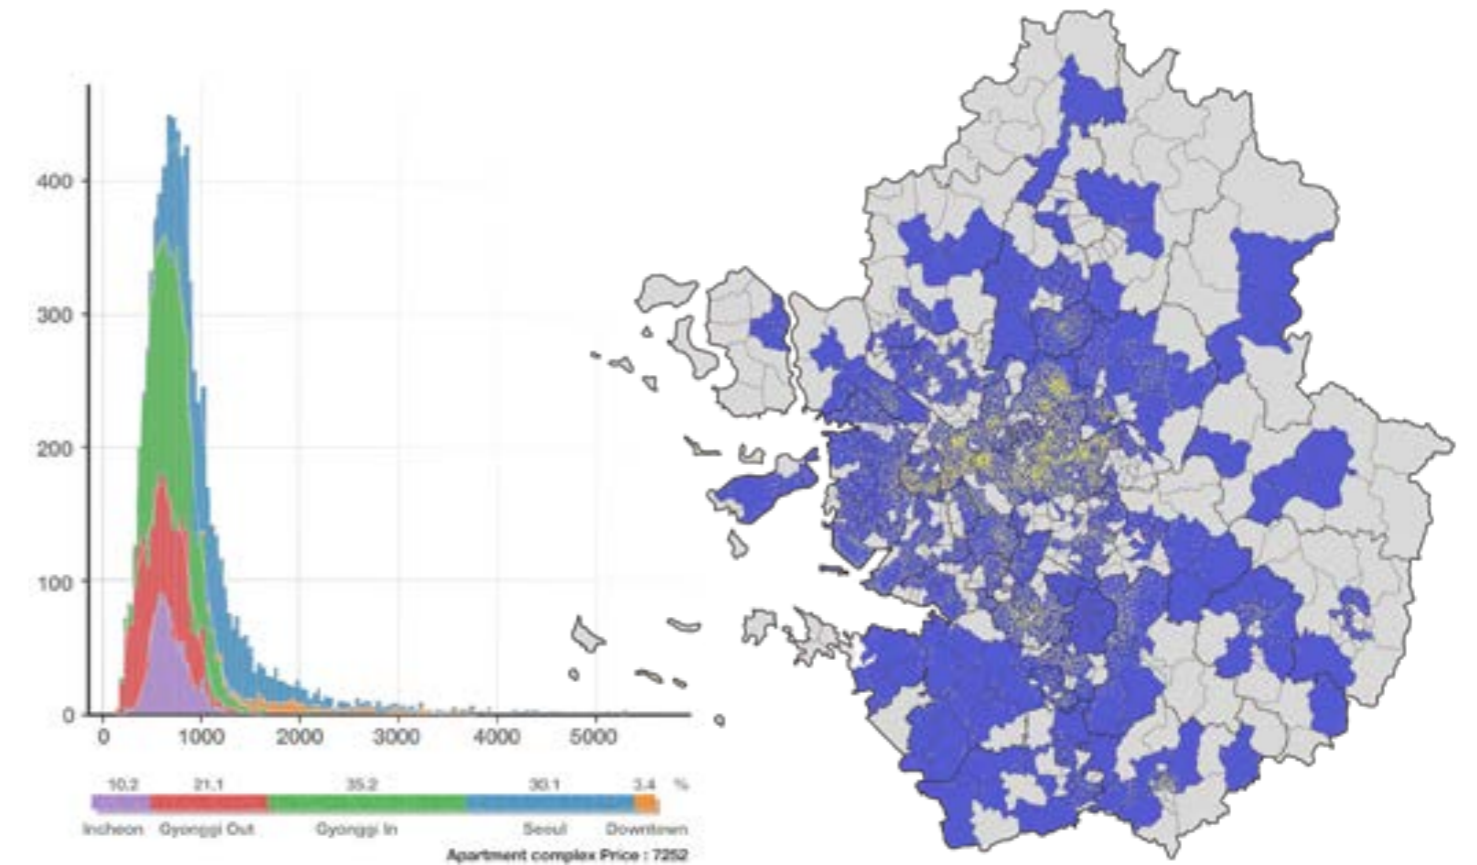 400
300
200
100
0
0 1000 2000 3000 4000 5000
10.2 21.1 35.2 30.1 3.4 %
Incheon Gyonggi Out Gyonggi In Seoul Downtown
Apartment complex Price : 7252